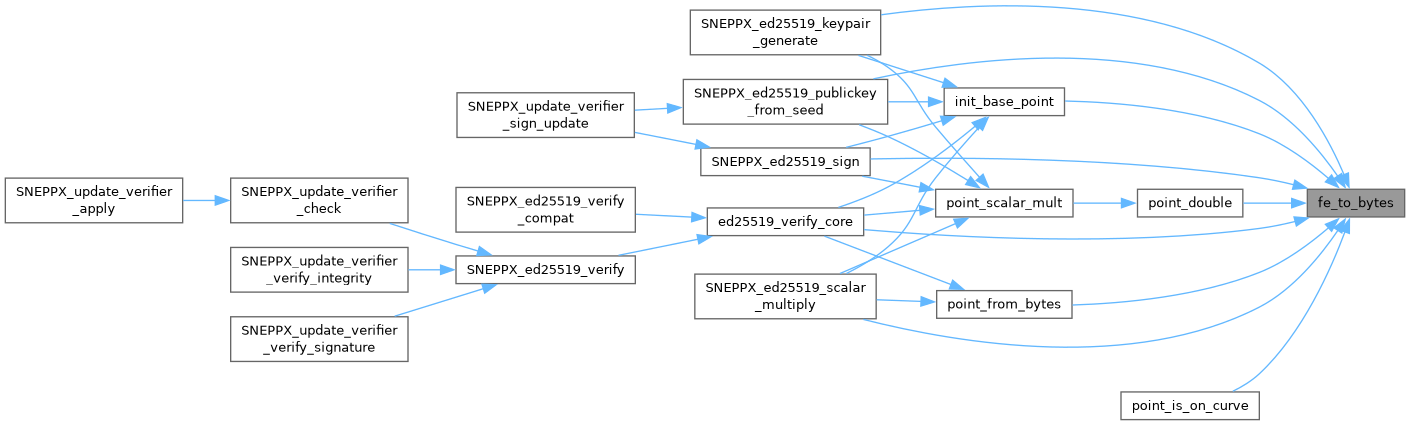 SNEPPX_ed25519_keypair
_generate
SNEPPX_ed25519_publickey
_from_seed
init_base_point
SNEPPX_update_verifier
_sign_update
SNEPPX_ed25519_sign
SNEPPX_update_verifier
_apply
SNEPPX_update_verifier
_check
SNEPPX_ed25519_verify
_compat
ed25519_verify_core
point_scalar_mult
point_double
fe_to_bytes
SNEPPX_update_verifier
_verify_integrity
SNEPPX_ed25519_verify
SNEPPX_ed25519_scalar
_multiply
point_from_bytes
SNEPPX_update_verifier
_verify_signature
point_is_on_curve